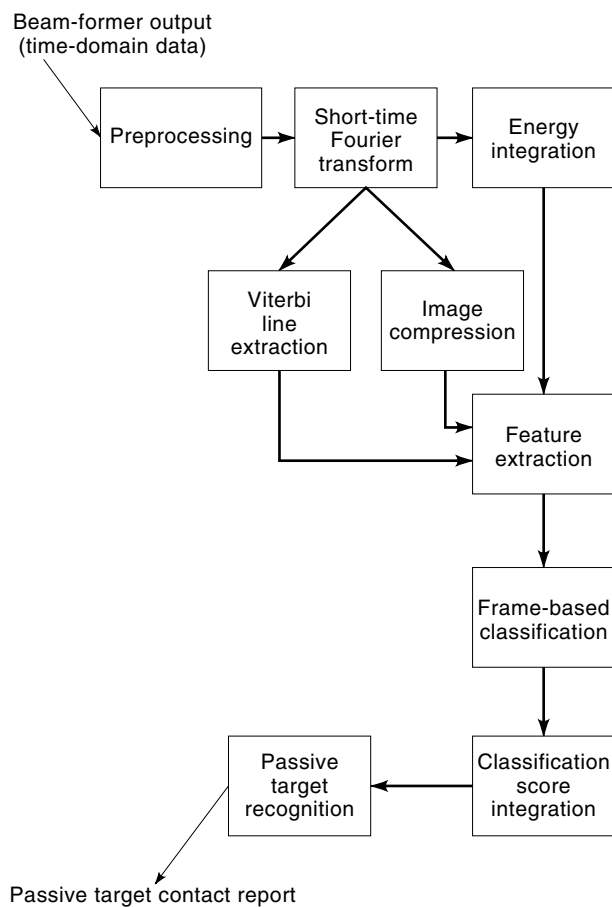 Beam-former output
(time-domain data)
Preprocessing
Short-time
Fourier
transform
Energy
integration
Viterbi
line
extraction
Image
compression
Feature
extraction
Frame-based
classification
Classification
score
integration
Passive
target
recognition
Passive target contact report